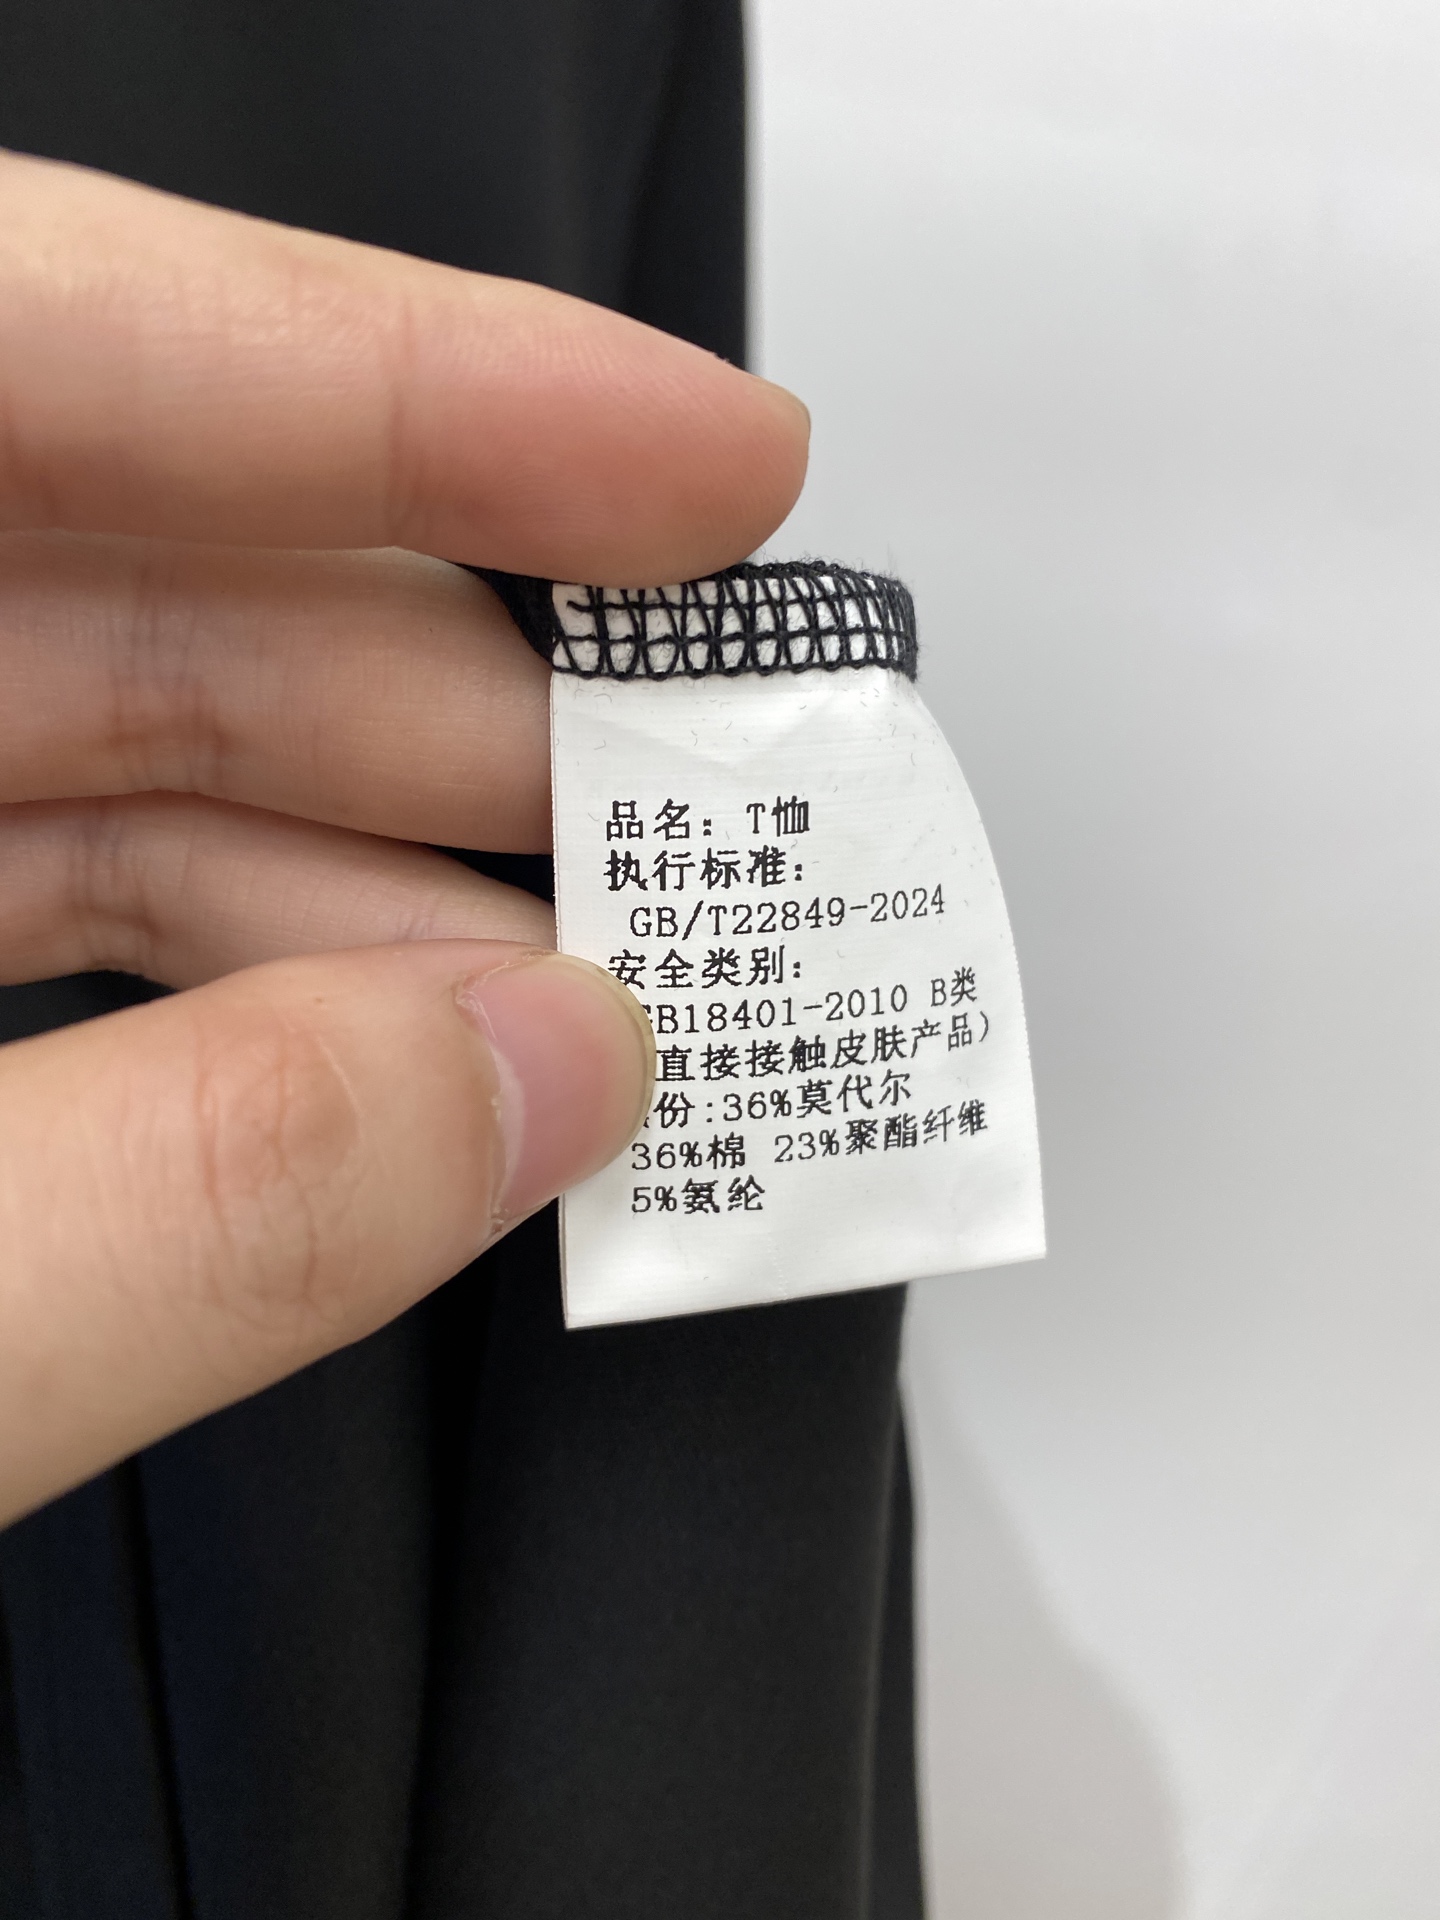 品名：T恤
执行标准：
GB/T22849-2024
安全类别：
GB18401-2010 B类
直接接触皮肤产品）
份:36%莫代尔
36%棉 23%聚酯纤维
5%氨纶